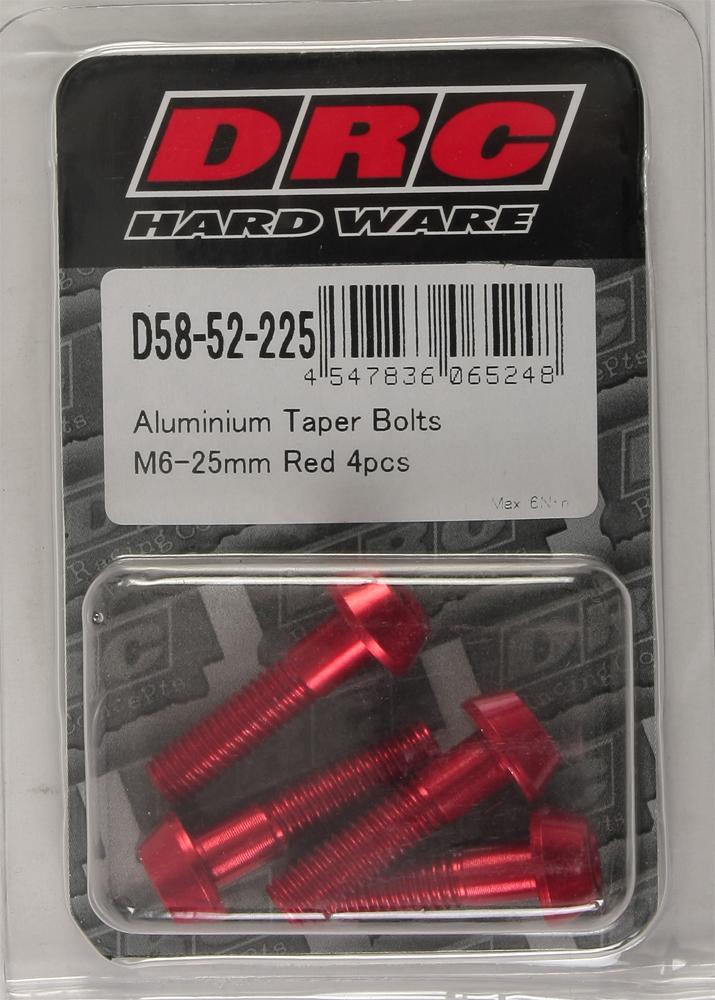 DRC
HARD WARE
D58-52-225
4 547836 065248
Aluminium Taper Bolts
M6-25mm Red 4pcs
Max 6N·m